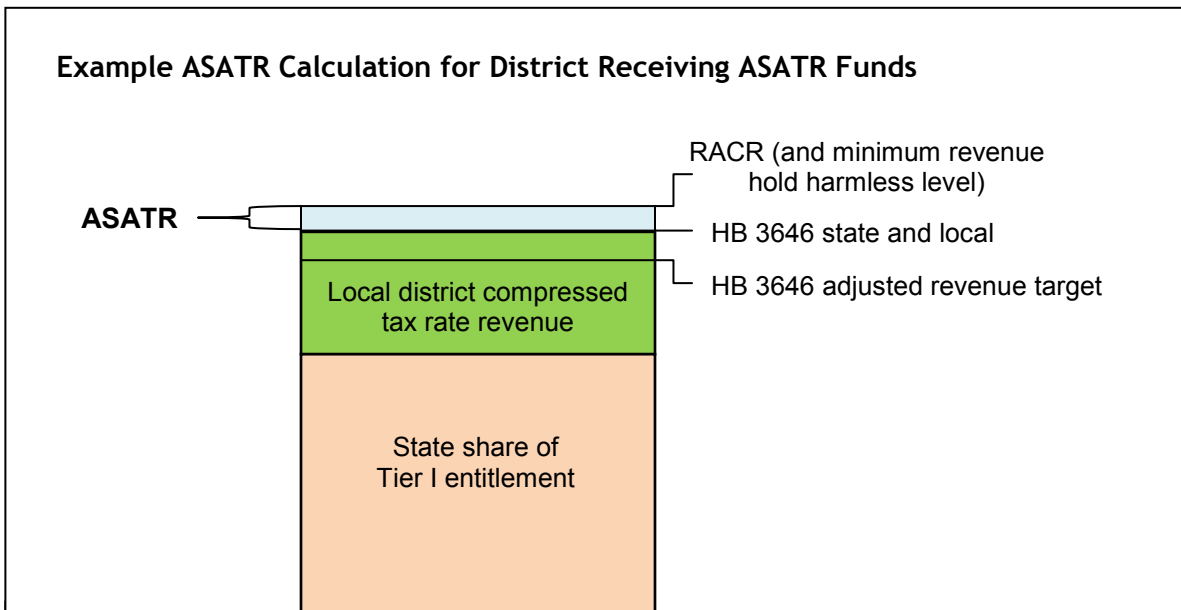 Example ASATR Calculation for District Receiving ASATR Funds
RACR (and minimum revenue
hold harmless level)
ASATR
HB 3646 state and local
HB 3646 adjusted revenue target
Local district compressed
tax rate revenue
State share of
Tier I entitlement